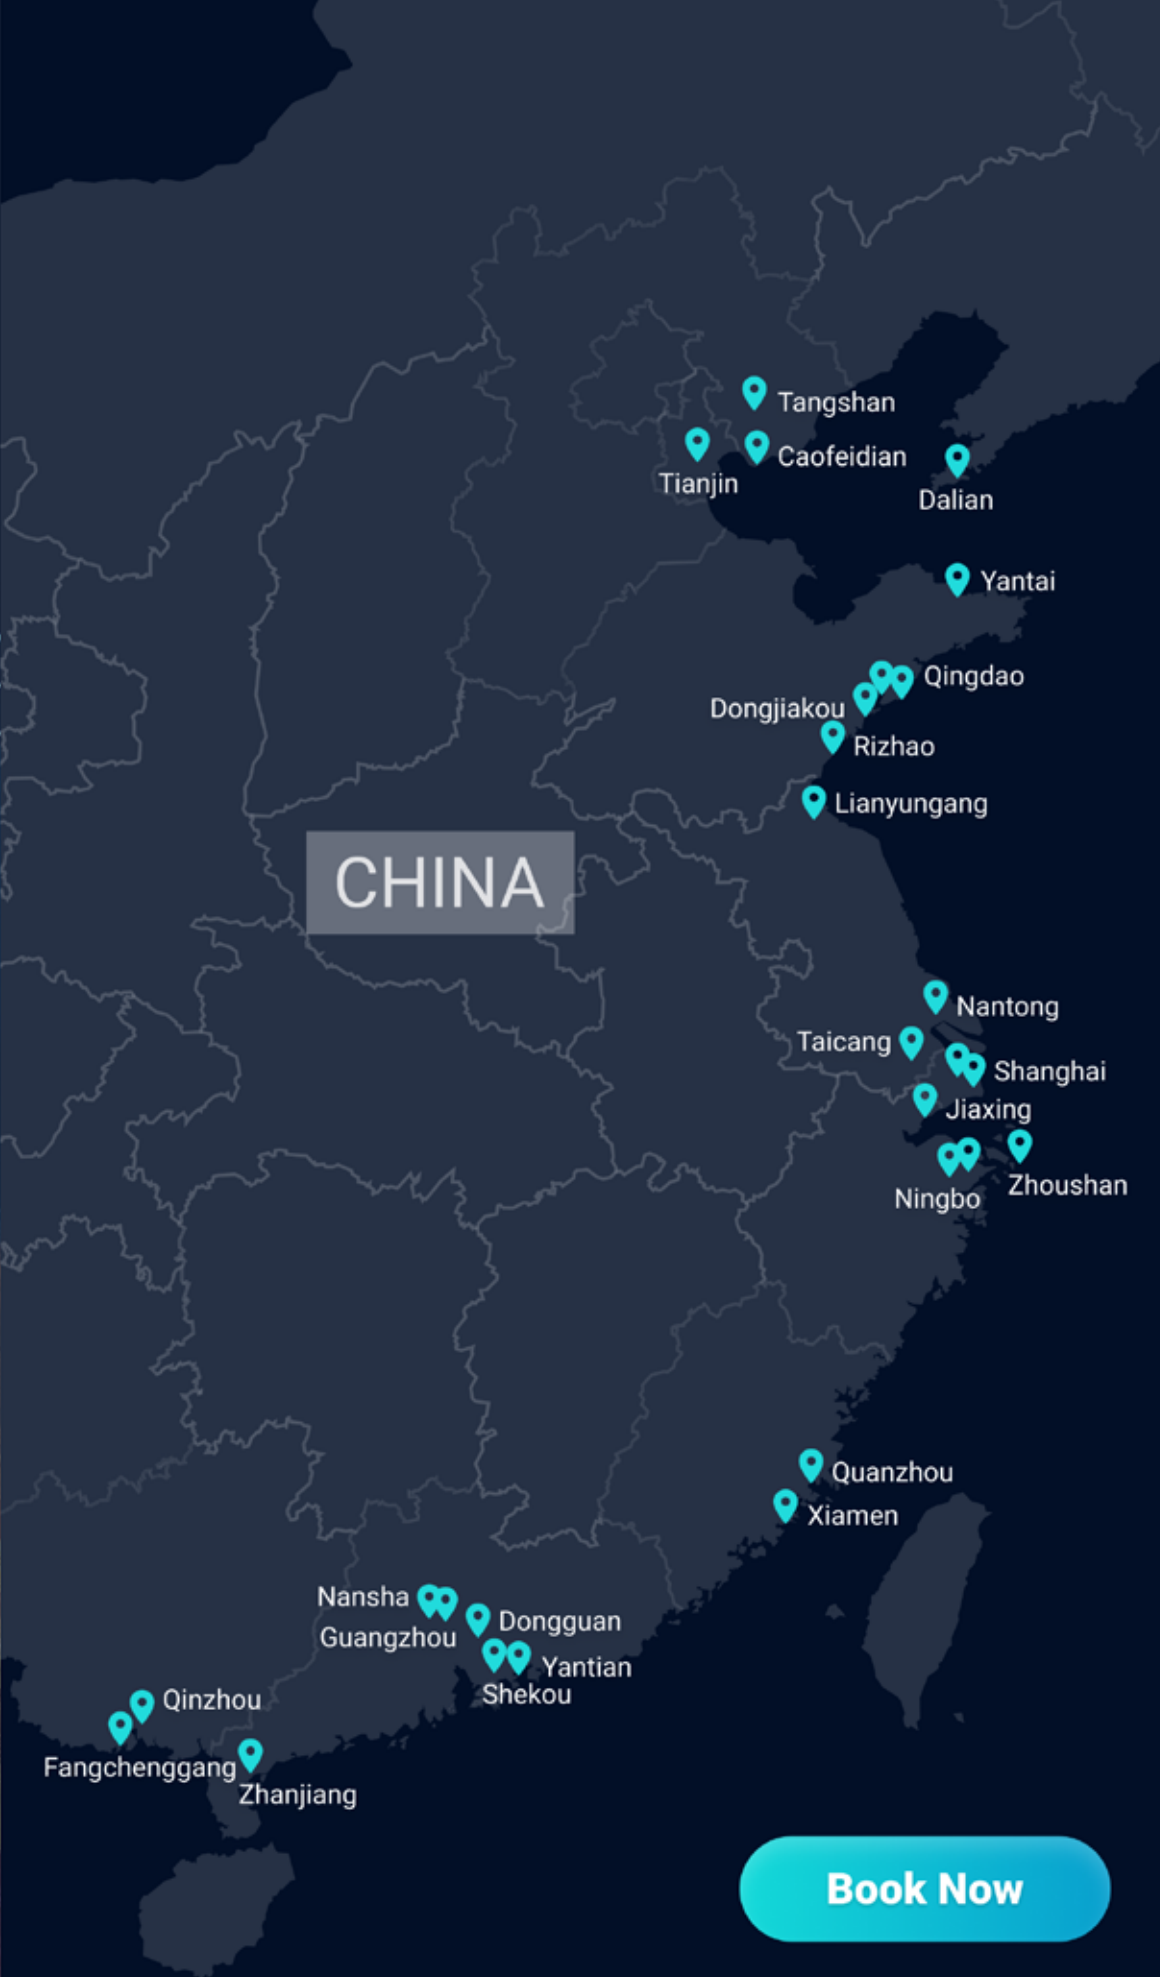 Tangshan
Caofeidian
Tianjin
Dalian
Yantai
Qingdao
Dongjiakou
Rizhao
Lianyungang
CHINA
Nantong
Taicang
Shanghai
Jiaxing
Zhoushan
Ningbo
Quanzhou
Xiamen
Nansha
Dongguan
Guangzhou
Yantian
Shekou
Qinzhou
Fangchenggang
Zhanjiang
Book Now